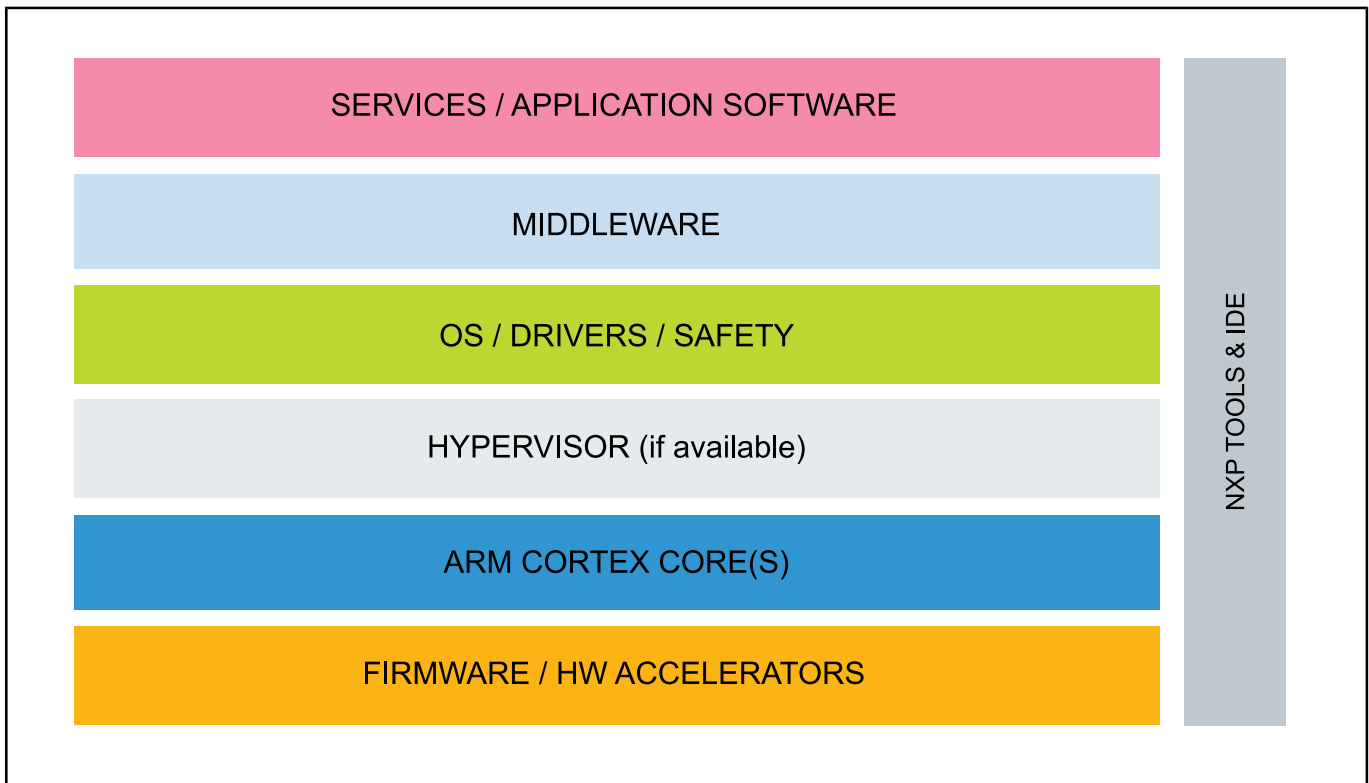 SERVICES / APPLICATION SOFTWARE
MIDDLEWARE
OS / DRIVERS / SAFETY
HYPERVISOR (if available)
ARM CORTEX CORE(S)
FIRMWARE / HW ACCELERATORS
NXP TOOLS & IDE